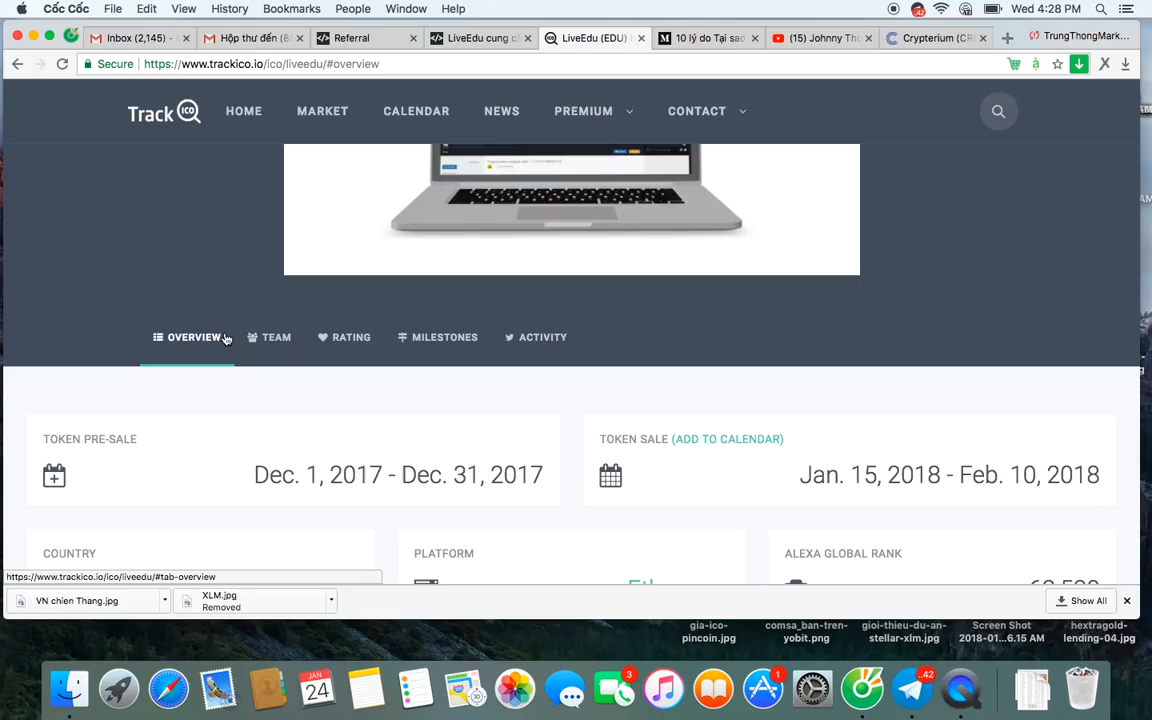 Cốc Cốc File Edit View History Bookmarks People Window Help
42 Wed 4:28 PM
Inbox (2,145) - Hộp thư đến (8 Referral LiveEdu cung c LiveEdu (EDU) 10 lý do Tại sao (15) Johnny Th Crypterium (CR TrungThongMark...
Secure https://www.trackico.io/ico/liveedu/#overview
Track ICO HOME MARKET CALENDAR NEWS PREMIUM CONTACT
OVERVIEW TEAM RATING MILESTONES ACTIVITY
TOKEN PRE-SALE
Dec. 1, 2017 - Dec. 31, 2017
TOKEN SALE (ADD TO CALENDAR)
Jan. 15, 2018 - Feb. 10, 2018
COUNTRY PLATFORM ALEXA GLOBAL RANK
https://www.trackico.io/ico/liveedu/#tab-overview
VN chien Thang.jpg
XLM.jpg
Removed
Show All
gia-ico-
pincoin.jpg
comsa_ban-tren-
yobit.png
gioi-thieu-du-an-
stellar-xlm.jpg
Screen Shot
2018-01...6.15 AM
hextragold-
lending-04.jpg
JAN
24
3
1
42